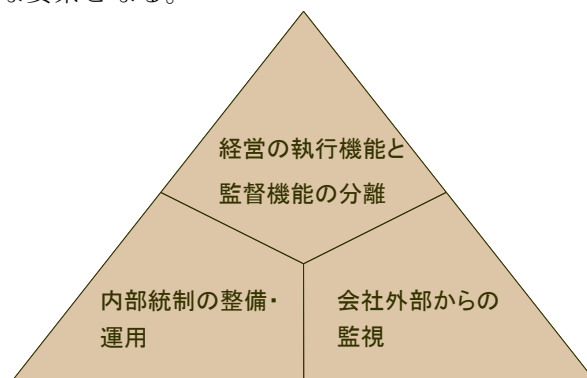 な要素となる。
経営の執行機能と
監督機能の分離
内部統制の整備・
運用
会社外部からの
監視